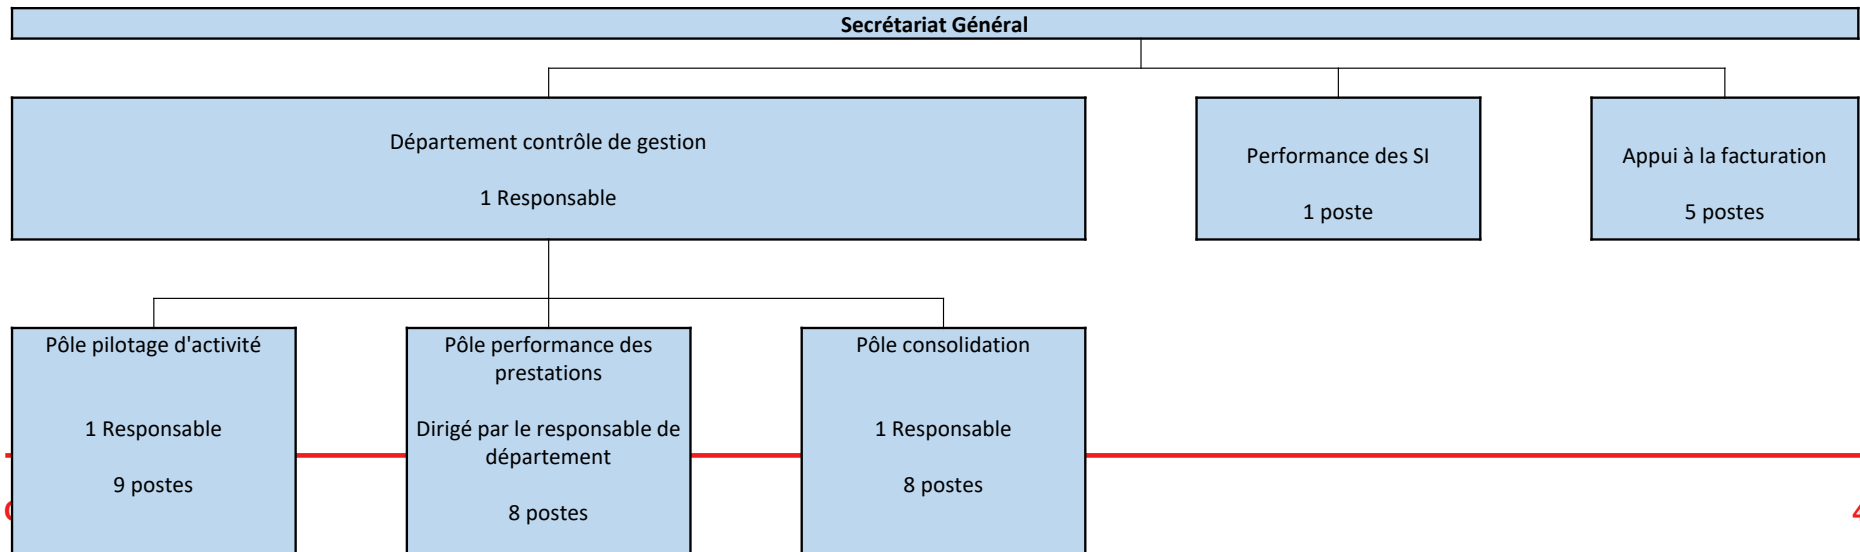 Secrétariat Général
Département contrôle de gestion
1 Responsable
Performance des SI
1 poste
Appui à la facturation
5 postes
Pôle pilotage d'activité
1 Responsable
9 postes
Pôle performance des
prestations
Dirigé par le responsable de
département
8 postes
Pôle consolidation
1 Responsable
8 postes